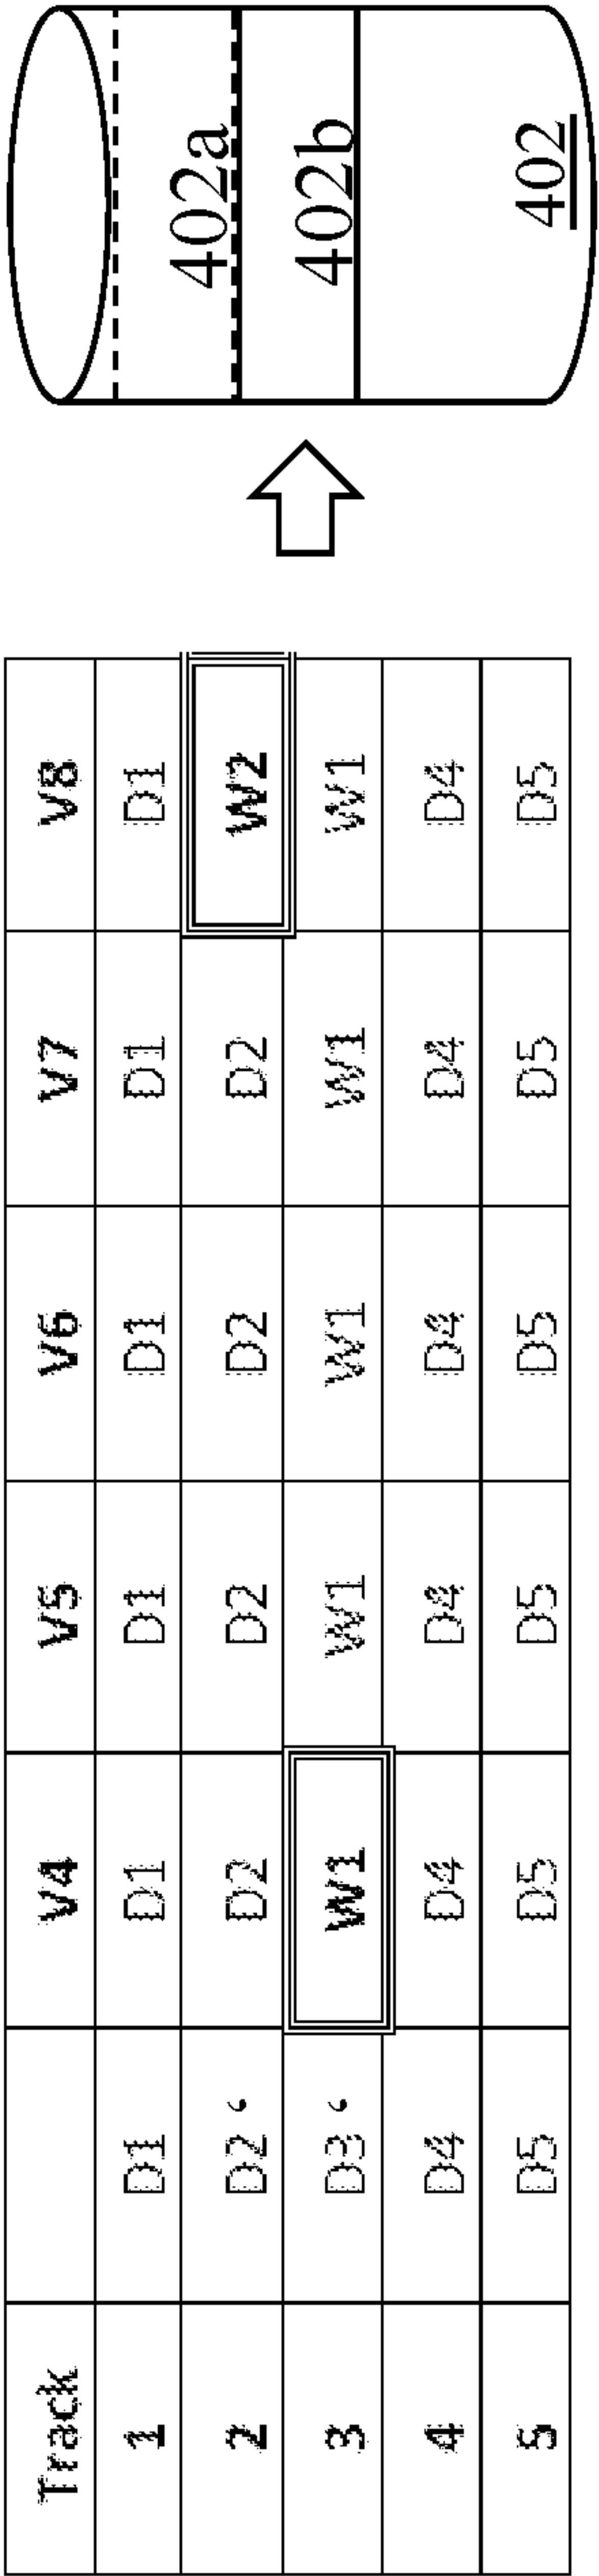 Track V4 V5 V6 V7 V8
1 D1 D1 D1 D1 D1 D1
2 D2 ‘ D2 D2 D2 D2 W2
3 D3 ‘ W1 W1 W1 W1 W1
4 D4 D4 D4 D4 D4 D4
5 D5 D5 D5 D5 D5 D5
402a
402b
402